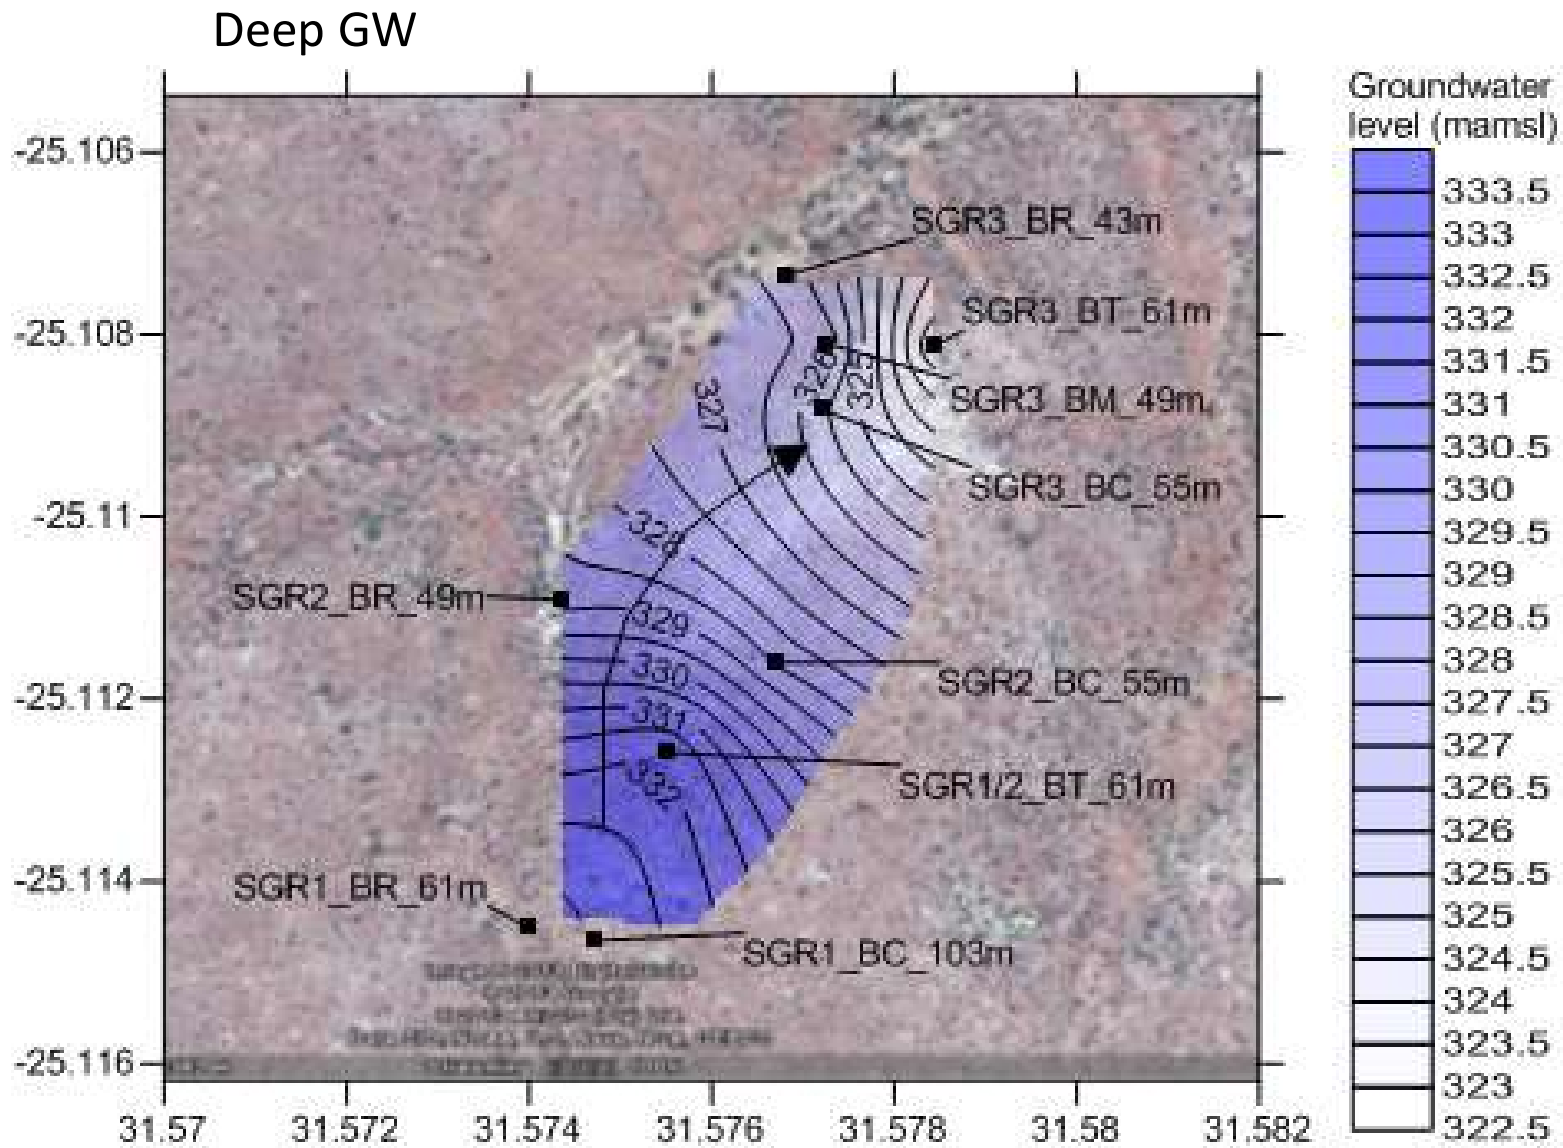 Deep GW
Groundwater
level (mamsl)
333.5
333
332.5
332
331.5
331
330.5
330
329.5
329
328.5
328
327.5
327
326.5
326
325.5
325
324.5
324
323.5
323
322.5
-25.106
-25.108
-25.11
-25.112
-25.114
-25.116
SGR3_BR_43m
SGR3_BT_61m
SGR3_BM_49m
SGR3_BC_55m
326
325
327
328
SGR2_BR_49m
329
330
SGR2_BC_55m
331
SGR1/2_BT_61m
332
SGR1_BR_61m
SGR1_BC_103m
31.57 31.572 31.574 31.576 31.578 31.58 31.582